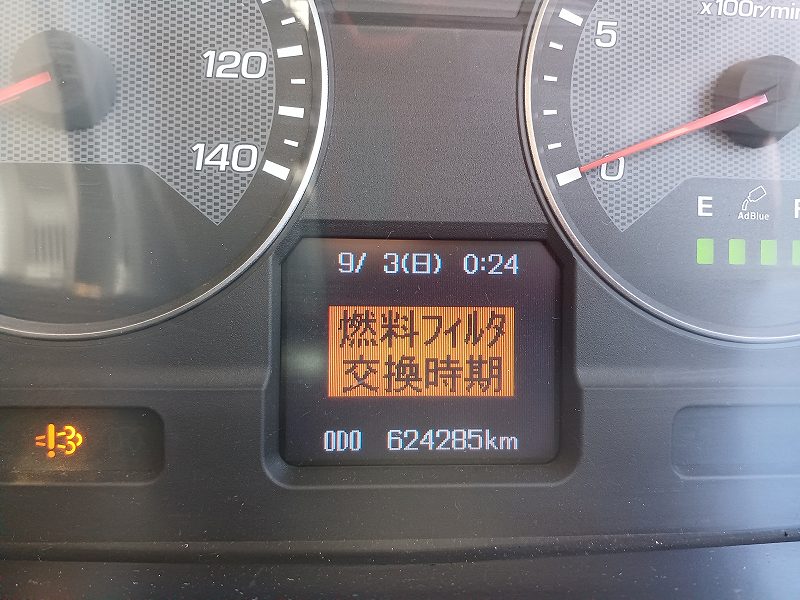 120
140
x100r/min
5
0
E
AdBlue
9/ 3(日) 0:24
燃料フィルタ
交換時期
ODO 624285km